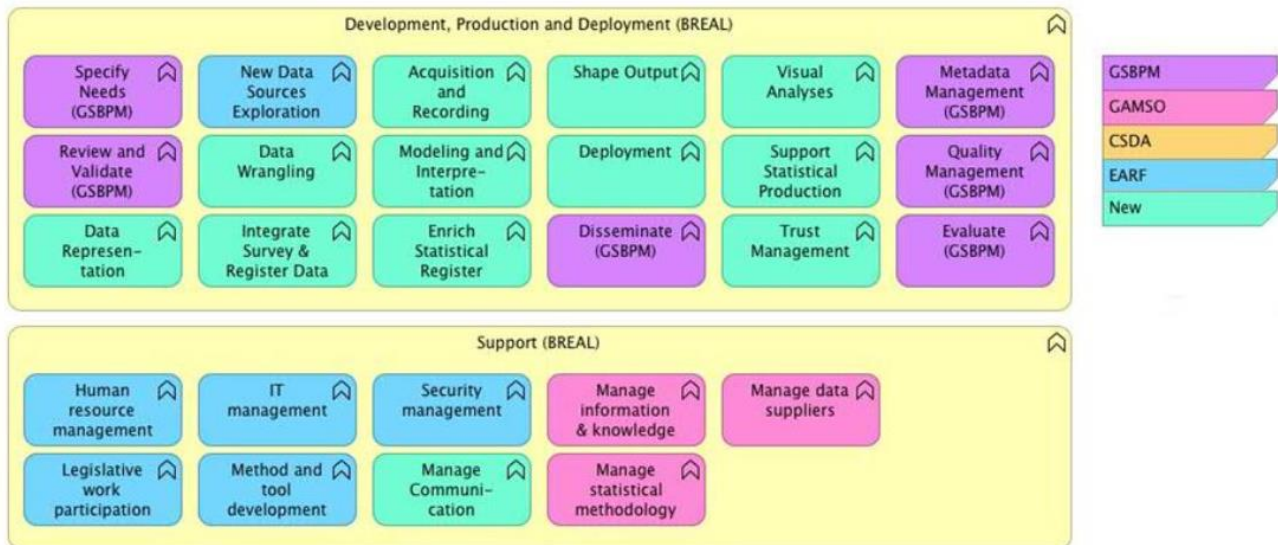 Development, Production and Deployment (BREAL)
Specify
Needs
(GSBPM)
New Data
Sources
Exploration
Acquisition
and
Recording
Shape Output
Visual
Analyses
Metadata
Management
(GSBPM)
Review and
Validate
(GSBPM)
Data
Wrangling
Modeling and
Interpre-
tation
Deployment
Support
Statistical
Production
Quality
Management
(GSBPM)
Data
Represen-
tation
Integrate
Survey &
Register Data
Enrich
Statistical
Register
Disseminate
(GSBPM)
Trust
Management
Evaluate
(GSBPM)
GSBPM
GAMSO
CSDA
EARF
New
Support (BREAL)
Human
resource
management
IT
management
Security
management
Manage
information
& knowledge
Manage data
suppliers
Legislative
work
participation
Method and
tool
development
Manage
Communi-
cation
Manage
statistical
methodology